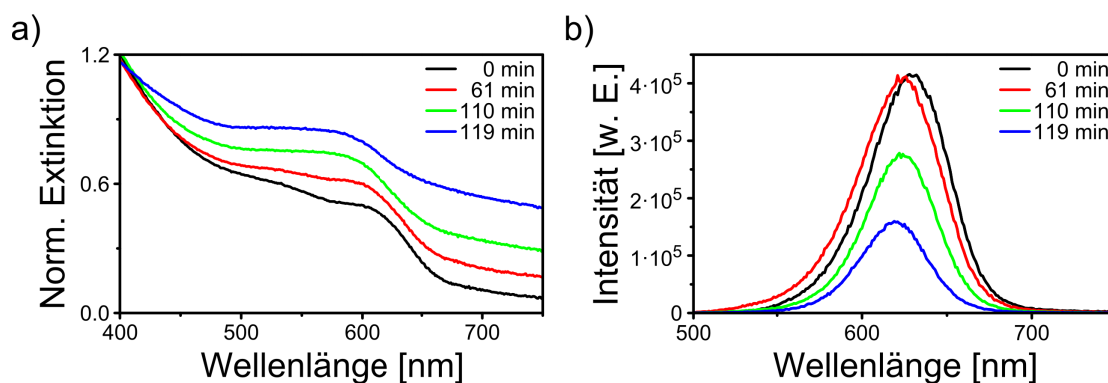 a)
1.2
0.6
0.0
Norm. Extinktion
0 min
61 min
110 min
119 min
400
500
600
700
Wellenlänge [nm]
b)
4·10⁵
3·10⁵
2·10⁵
1·10⁵
0
Intensität [w. E.]
0 min
61 min
110 min
119 min
500
600
700
Wellenlänge [nm]